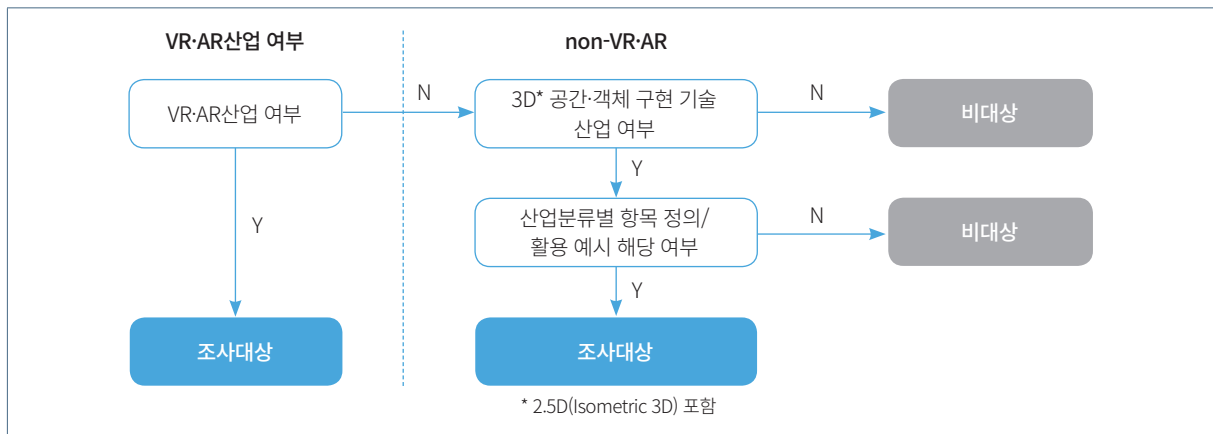 VR·AR산업 여부
non-VR·AR
VR·AR산업 여부
N
3D* 공간·객체 구현 기술
산업 여부
N
비대상
Y
Y
산업분류별 항목 정의/
활용 예시 해당 여부
N
비대상
Y
조사대상
조사대상
* 2.5D(Isometric 3D) 포함